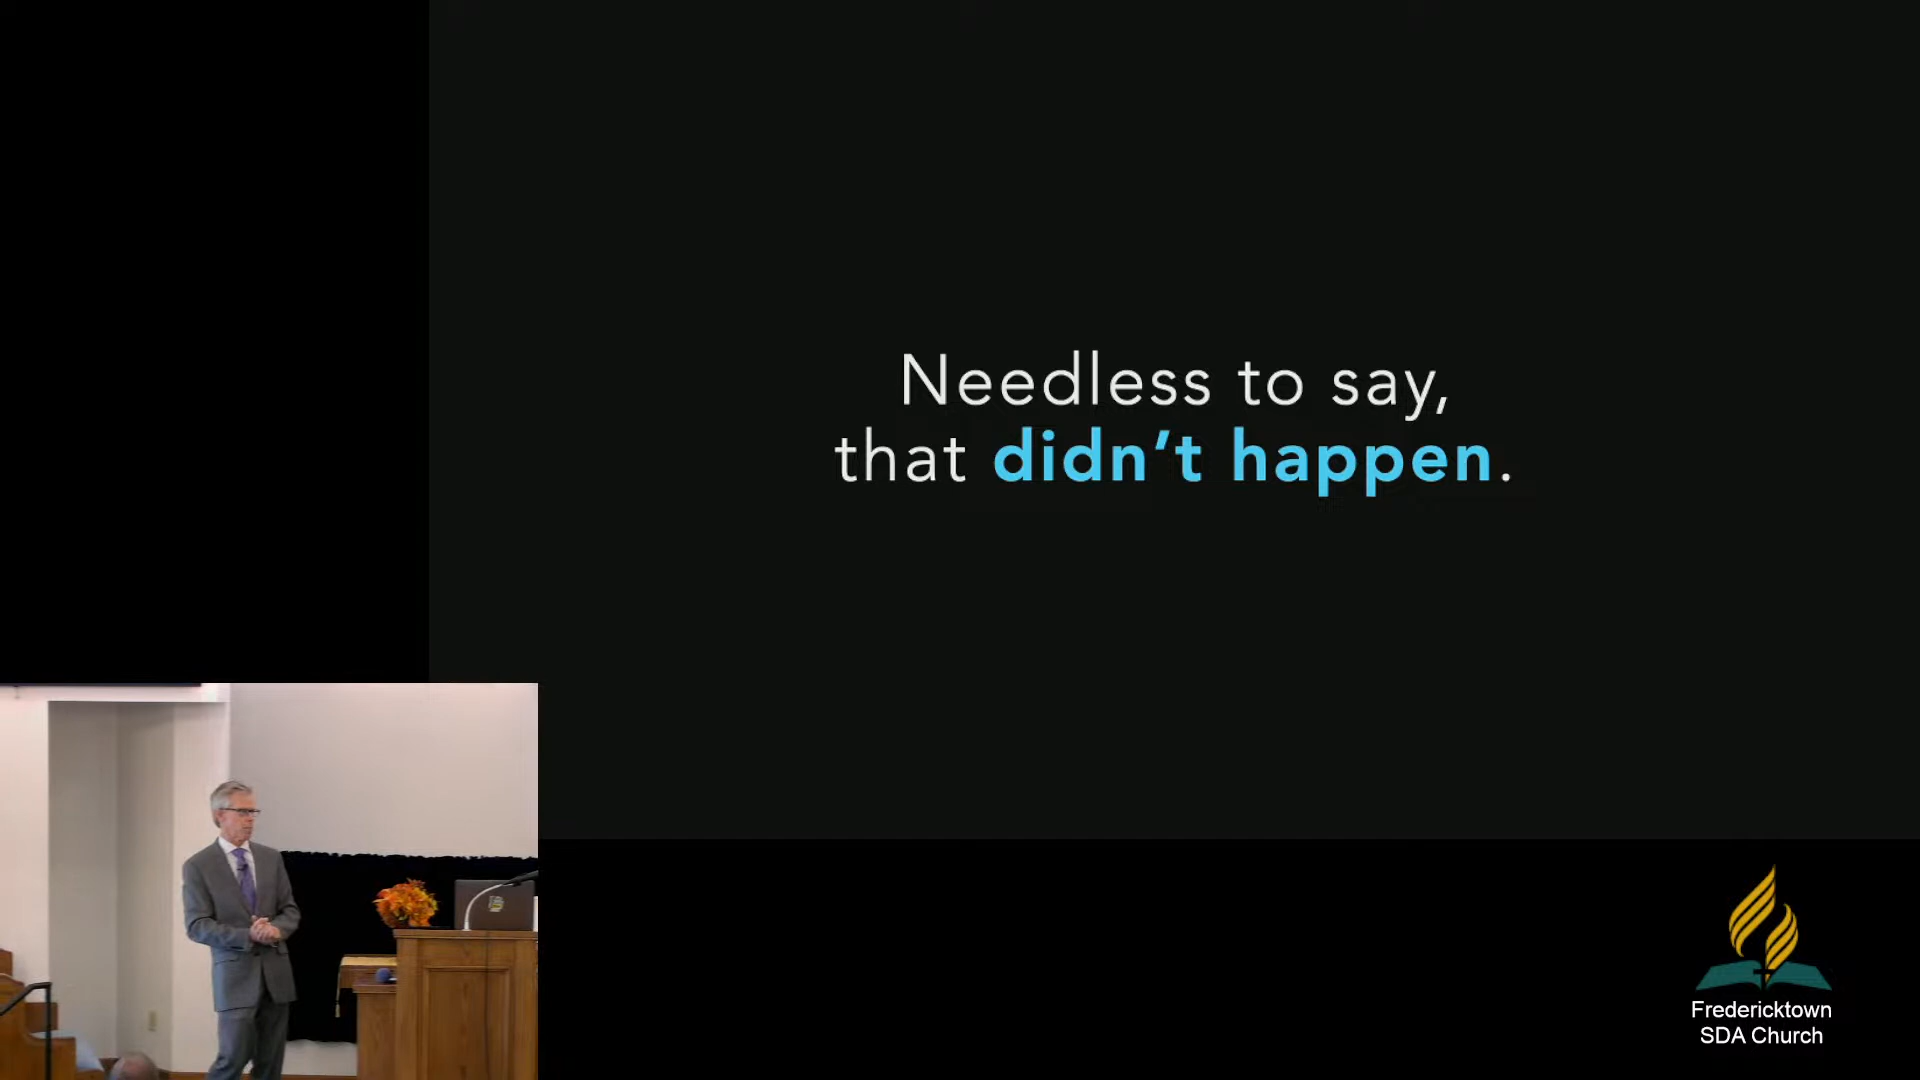 Needless to say,
that didn’t happen.
Fredericktown
SDA Church